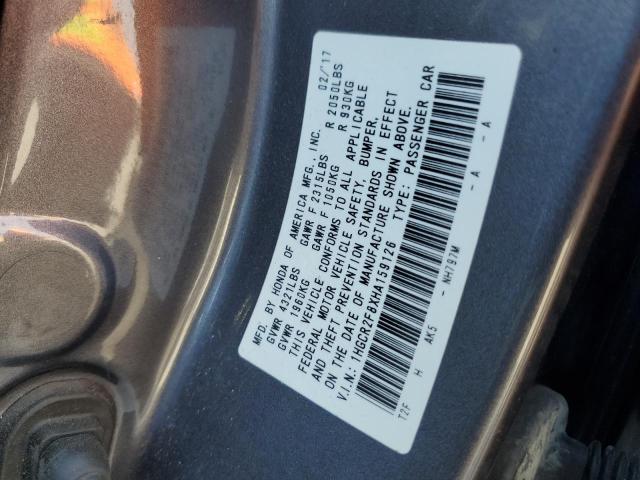 MFD. BY HONDA OF AMERICA MFG., INC. 02/17
GVWR 4321LBS GAWR F 2315LBS R 2050LBS
GVWR 1960KG GAWR F 1050KG R 930KG
THIS VEHICLE CONFORMS TO ALL APPLICABLE
FEDERAL MOTOR VEHICLE SAFETY, BUMPER,
AND THEFT PREVENTION STANDARDS IN EFFECT
ON THE DATE OF MANUFACTURE SHOWN ABOVE.
V.I.N.: 1HGCR2F8XHA159126 TYPE: PASSENGER CAR
T2F H AK5 - NH797M - A - A